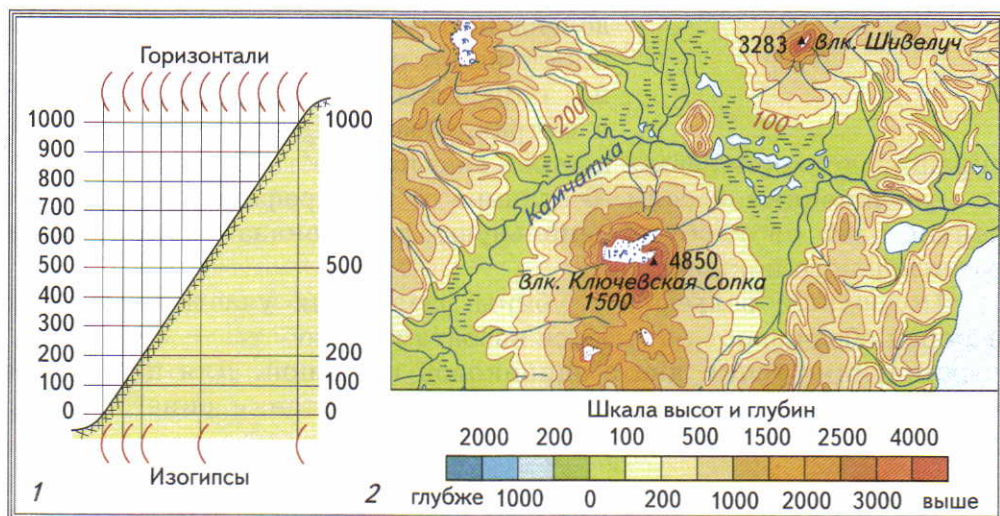 Горизонтали
1000 1000
900
800
700
600
500 500
400
300
200 200
100 100
0 0
Изогипсы
1
3283 влк. Шивелуч
200
100
Камчатка
4850
влк. Ключевская Сопка
1500
Шкала высот и глубин
2000 200 100 500 1500 2500 4000
глубже 1000 0 200 1000 2000 3000 выше
2